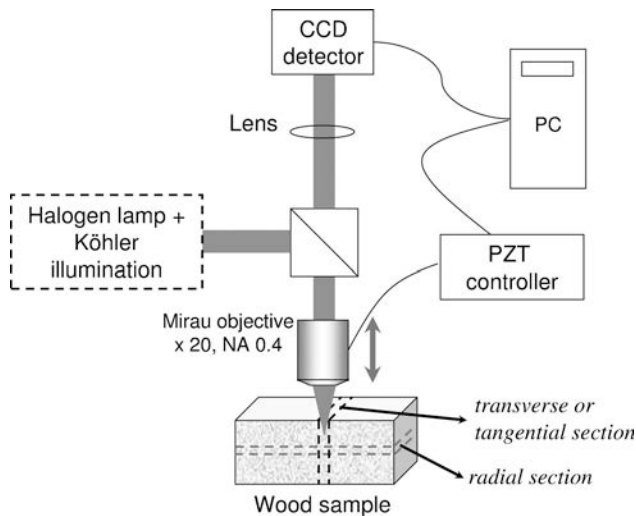 CCD
detector
Lens
PC
Halogen lamp +
Köhler
illumination
PZT
controller
Mirau objective
x 20, NA 0.4
transverse or
tangential section
radial section
Wood sample